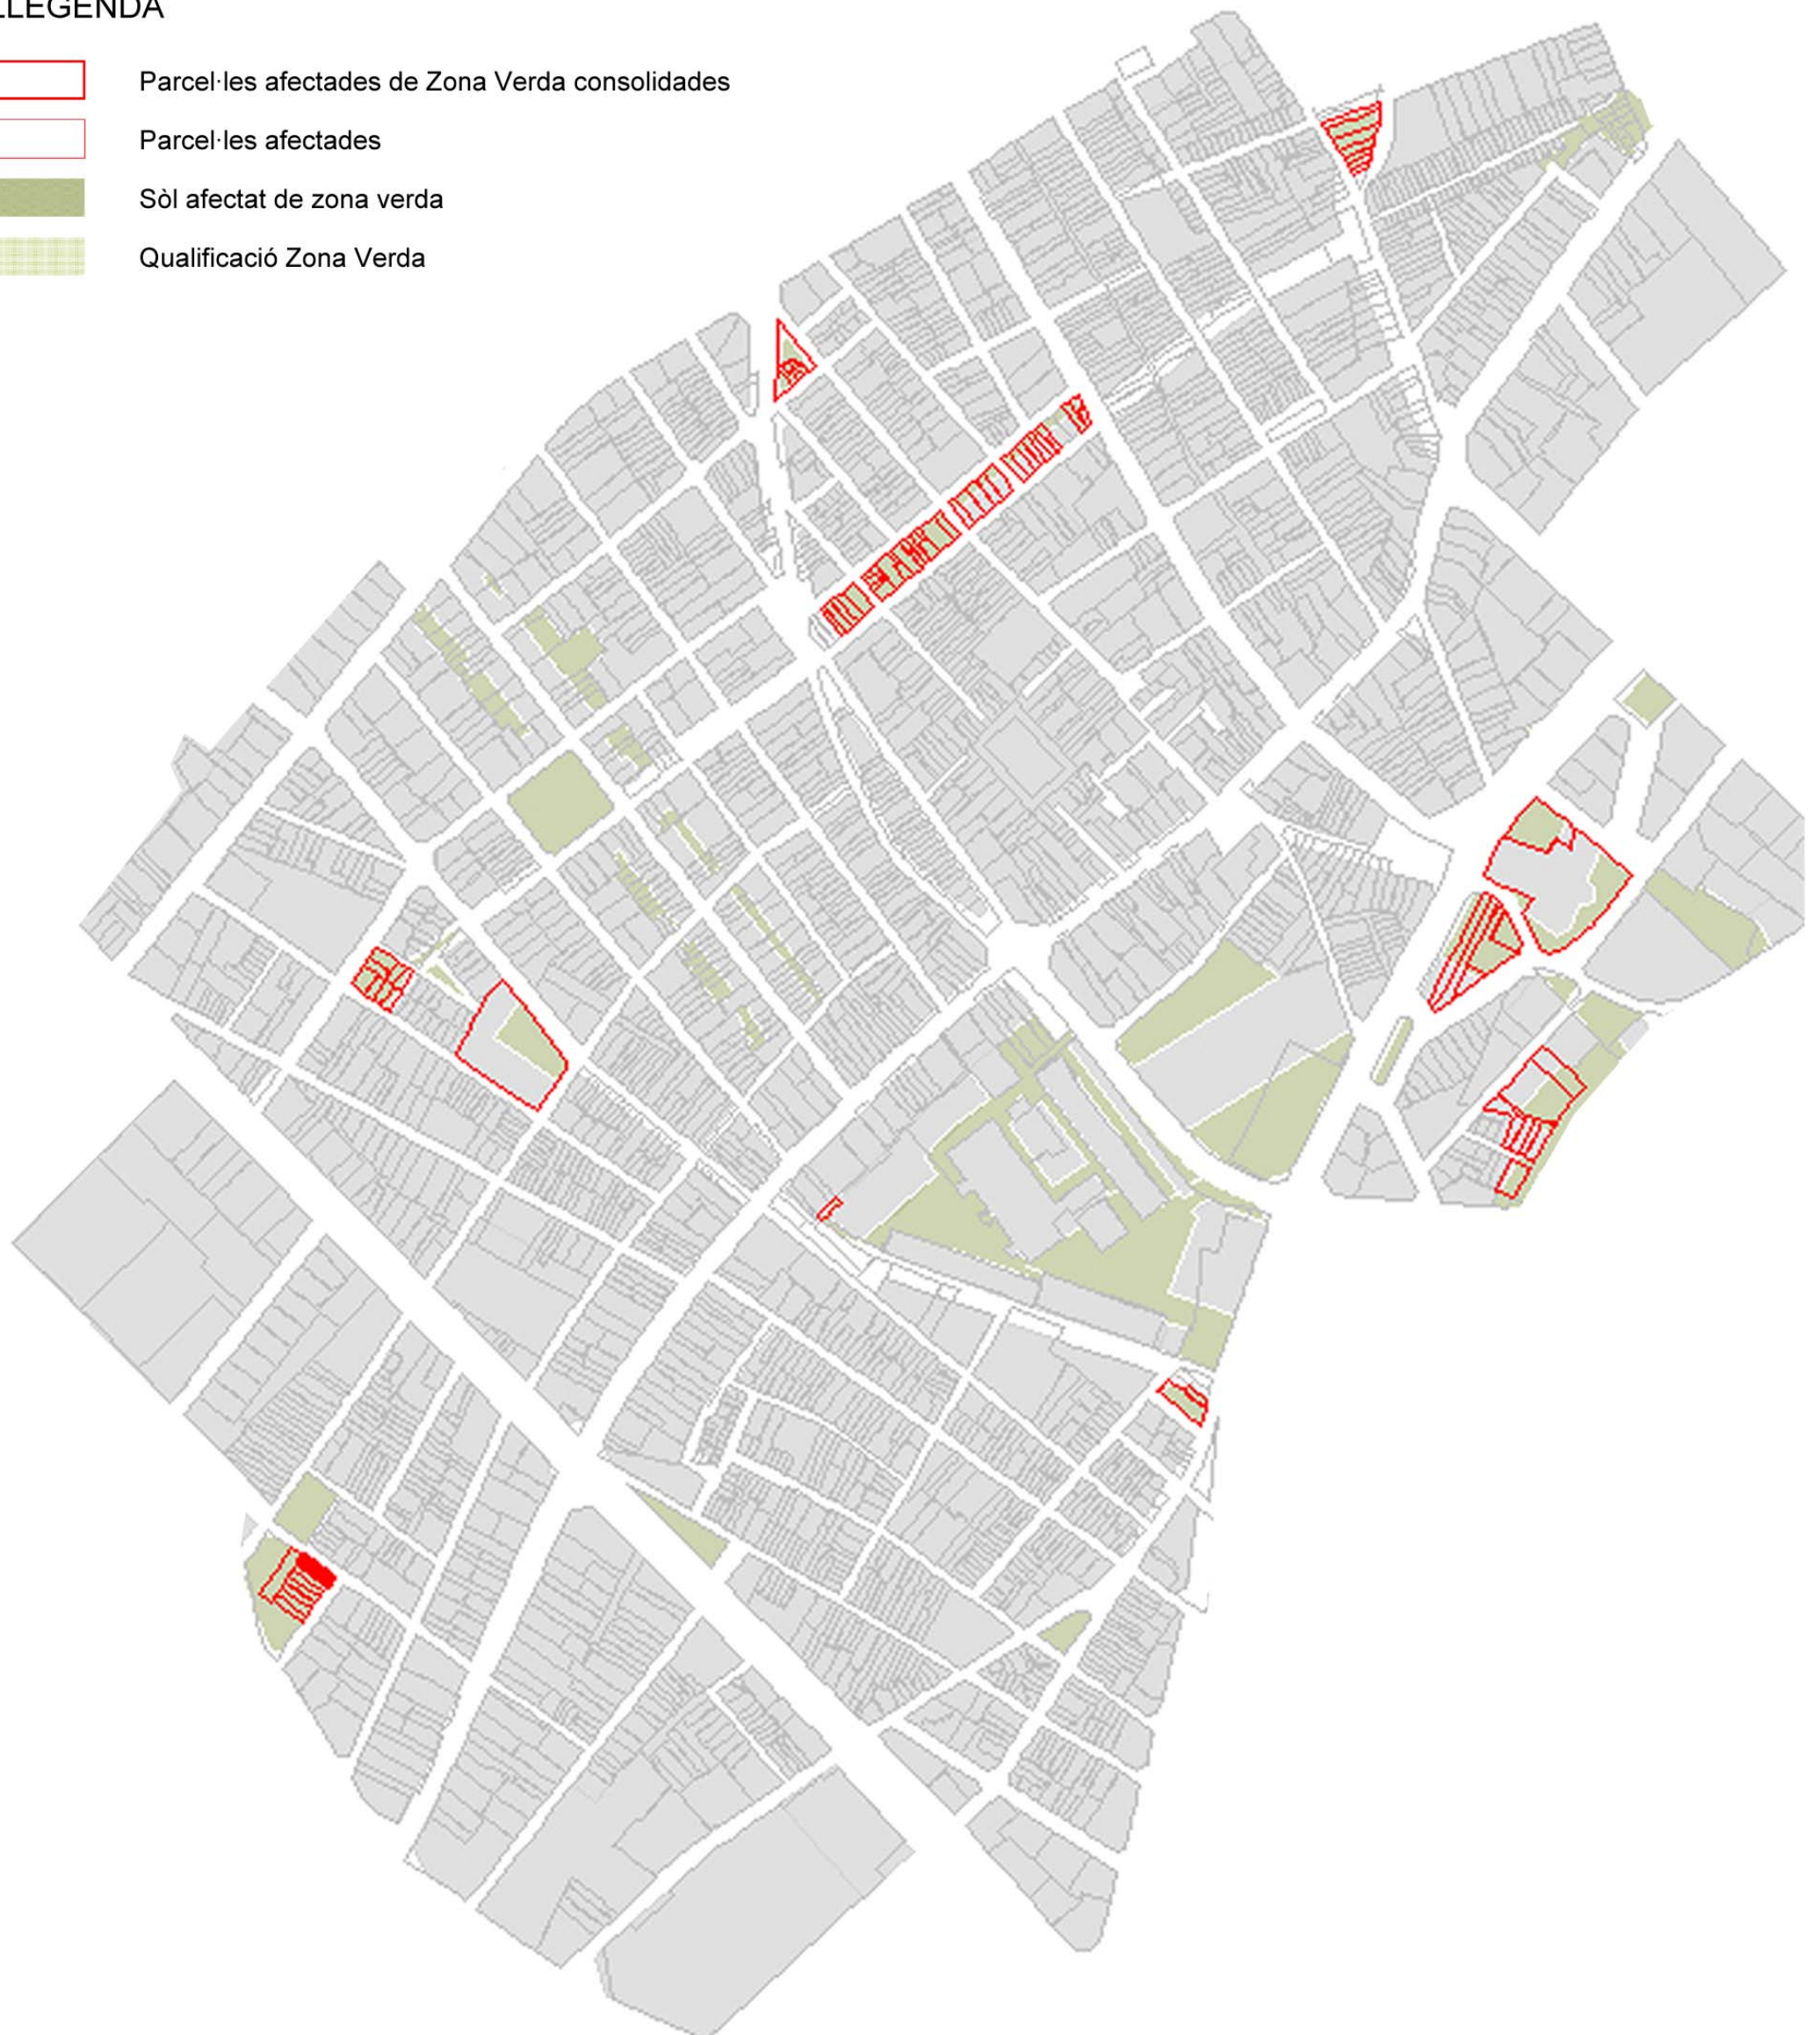 LLEGENDA
Parcel·les afectades de Zona Verda consolidades
Parcel·les afectades
Sòl afectat de zona verda
Qualificació Zona Verda